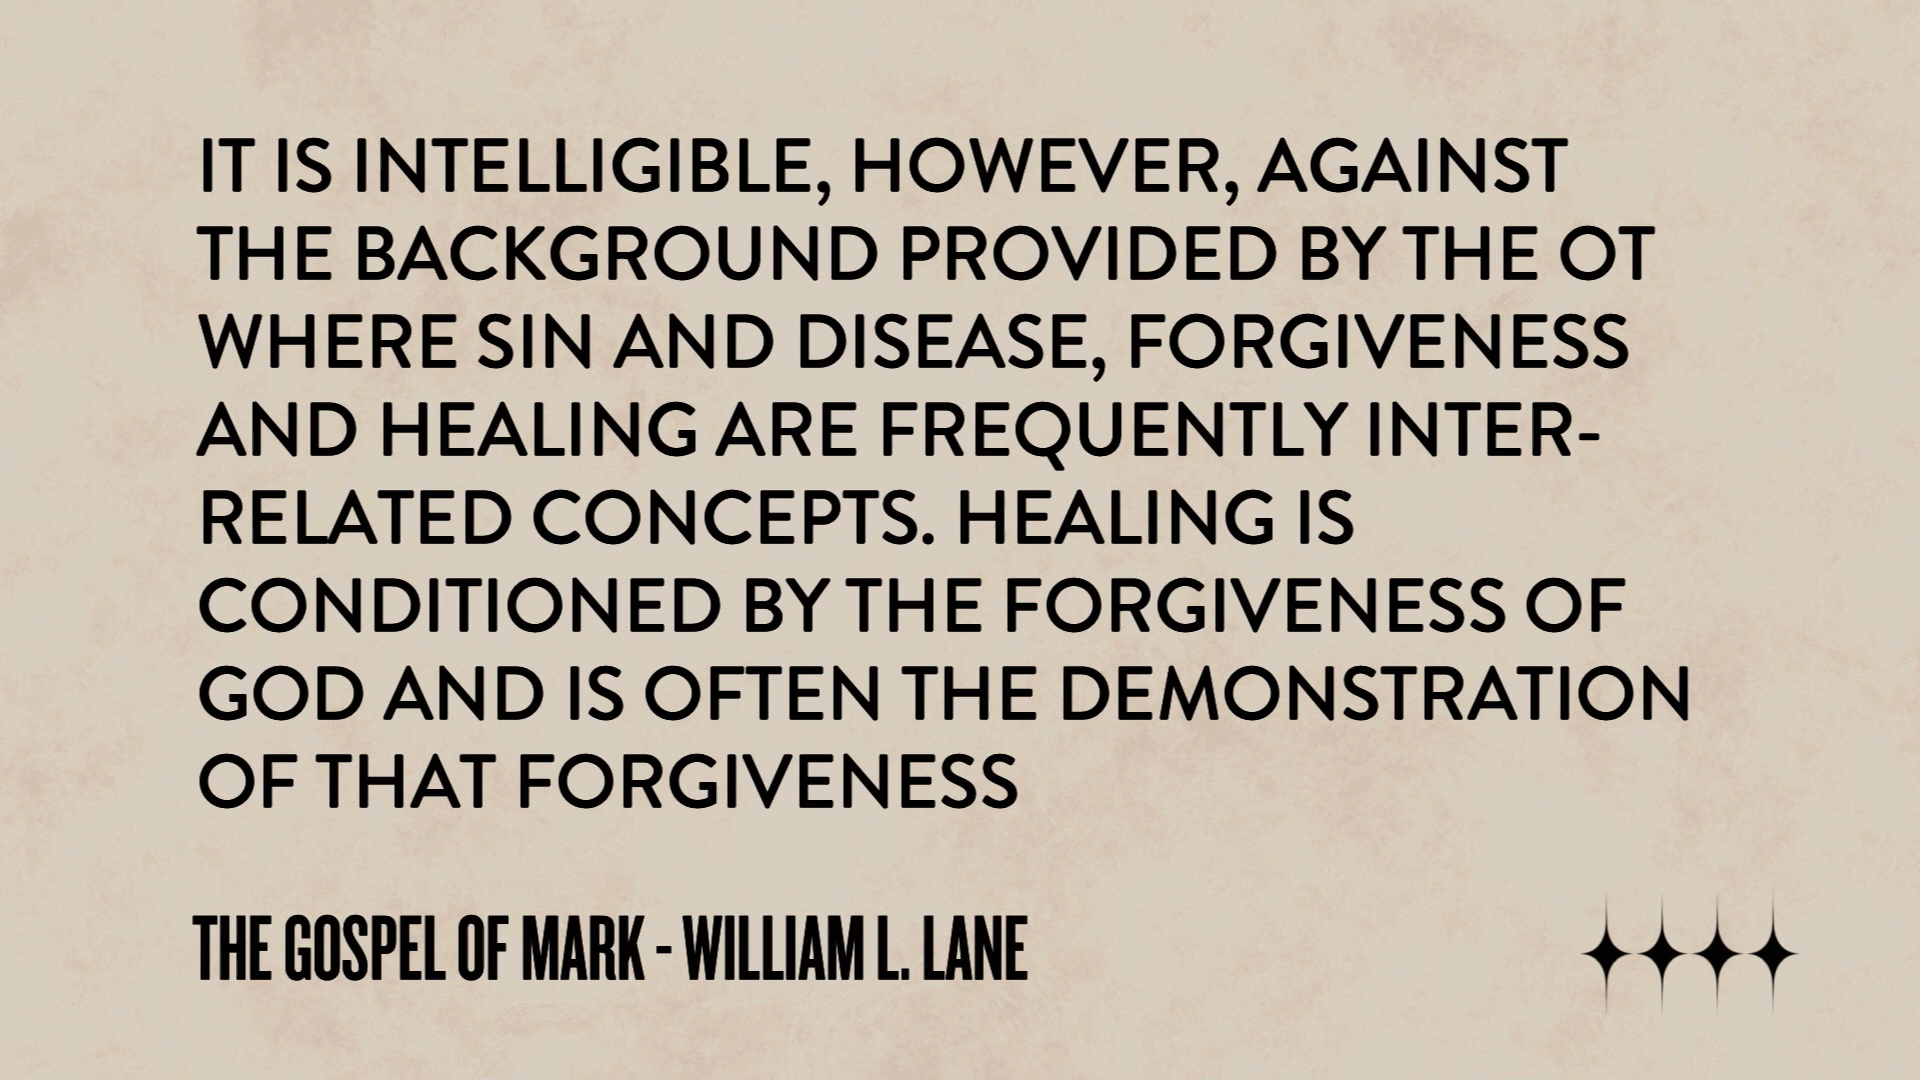 IT IS INTELLIGIBLE, HOWEVER, AGAINST
THE BACKGROUND PROVIDED BY THE OT
WHERE SIN AND DISEASE, FORGIVENESS
AND HEALING ARE FREQUENTLY INTER-
RELATED CONCEPTS. HEALING IS
CONDITIONED BY THE FORGIVENESS OF
GOD AND IS OFTEN THE DEMONSTRATION
OF THAT FORGIVENESS
THE GOSPEL OF MARK - WILLIAM L. LANE